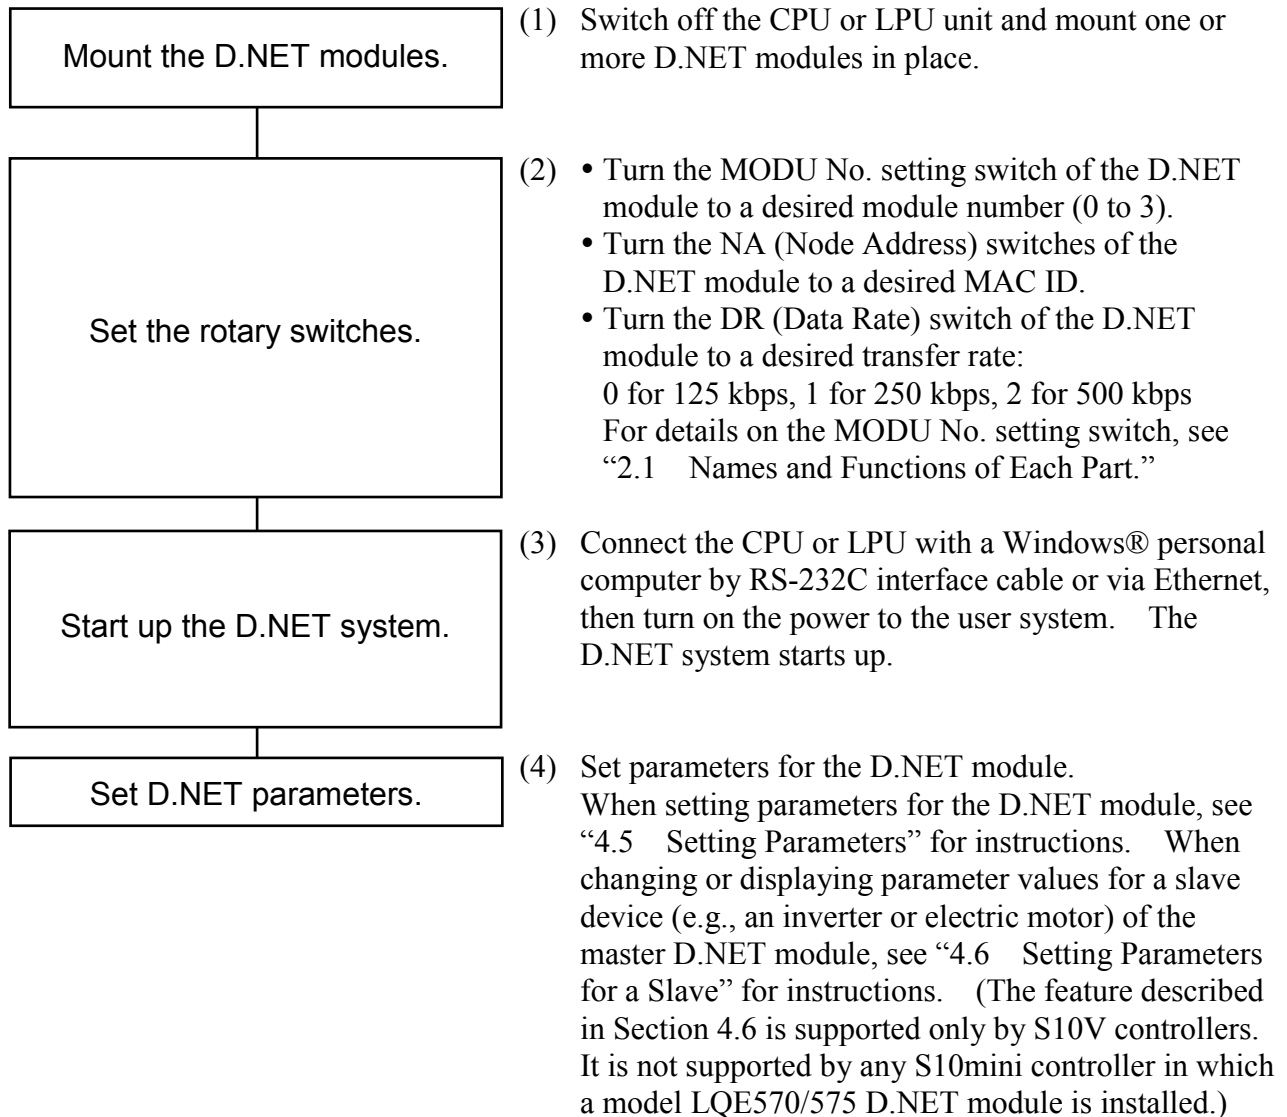 Mount the D.NET modules.
(1) Switch off the CPU or LPU unit and mount one or
more D.NET modules in place.
Set the rotary switches.
(2) • Turn the MODU No. setting switch of the D.NET
module to a desired module number (0 to 3).
• Turn the NA (Node Address) switches of the
D.NET module to a desired MAC ID.
• Turn the DR (Data Rate) switch of the D.NET
module to a desired transfer rate:
0 for 125 kbps, 1 for 250 kbps, 2 for 500 kbps
For details on the MODU No. setting switch, see
“2.1 Names and Functions of Each Part.”
Start up the D.NET system.
(3) Connect the CPU or LPU with a Windows® personal
computer by RS-232C interface cable or via Ethernet,
then turn on the power to the user system. The
D.NET system starts up.
Set D.NET parameters.
(4) Set parameters for the D.NET module.
When setting parameters for the D.NET module, see
“4.5 Setting Parameters” for instructions. When
changing or displaying parameter values for a slave
device (e.g., an inverter or electric motor) of the
master D.NET module, see “4.6 Setting Parameters
for a Slave” for instructions. (The feature described
in Section 4.6 is supported only by S10V controllers.
It is not supported by any S10mini controller in which
a model LQE570/575 D.NET module is installed.)